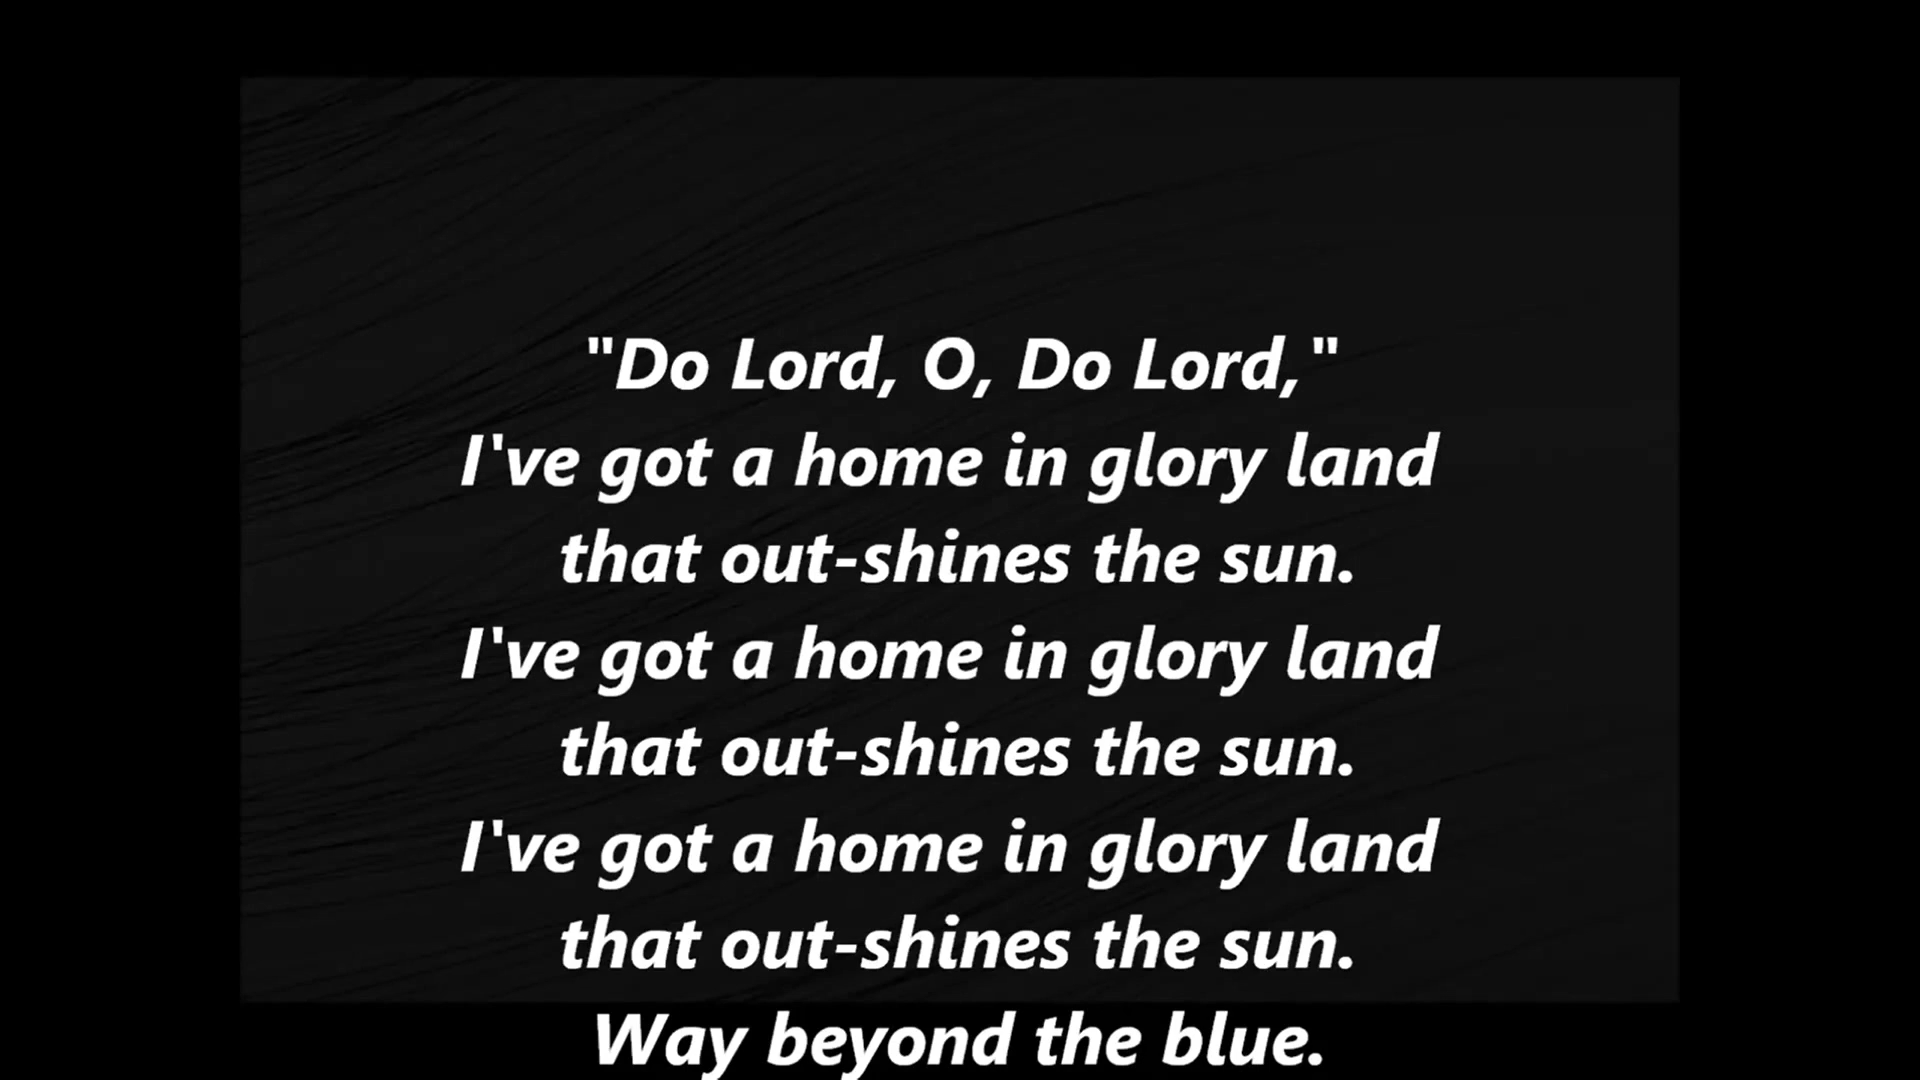 "Do Lord, O, Do Lord,"
I've got a home in glory land
that out-shines the sun.
I've got a home in glory land
that out-shines the sun.
I've got a home in glory land
that out-shines the sun.
Way beyond the blue.